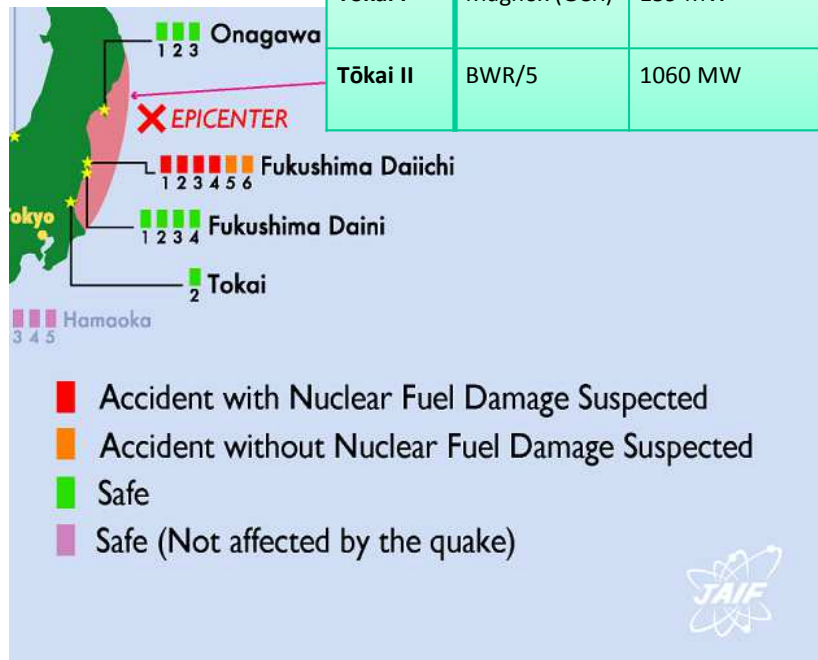 Onagawa
1 2 3
Tōkai II BWR/5 1060 MW
EPICENTER
Fukushima Daiichi
1 2 3 4 5 6
Tokyo
Fukushima Daini
1 2 3 4
Tokai
2
Hamaoka
3 4 5
Accident with Nuclear Fuel Damage Suspected
Accident without Nuclear Fuel Damage Suspected
Safe
Safe (Not affected by the quake)
JAIF